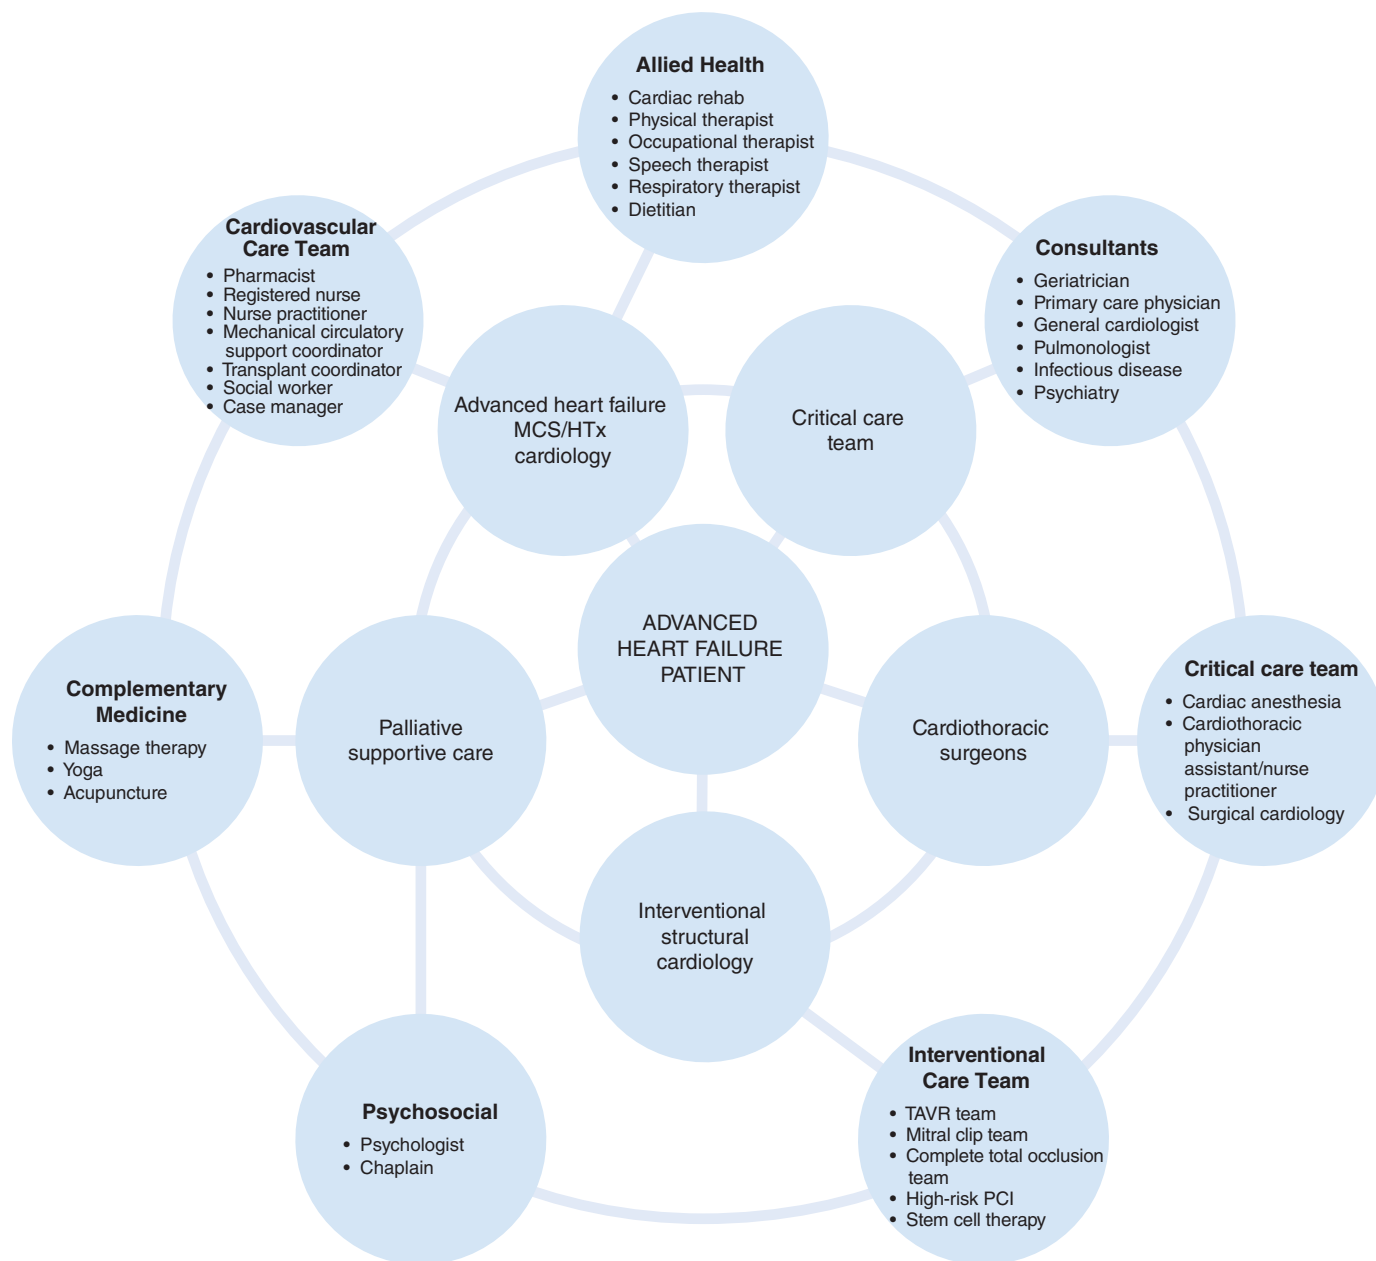 Allied Health
• Cardiac rehab
• Physical therapist
• Occupational therapist
• Speech therapist
• Respiratory therapist
• Dietitian
Cardiovascular
Care Team
• Pharmacist
• Registered nurse
• Nurse practitioner
• Mechanical circulatory
support coordinator
• Transplant coordinator
• Social worker
• Case manager
Consultants
• Geriatrician
• Primary care physician
• General cardiologist
• Pulmonologist
• Infectious disease
• Psychiatry
Advanced heart failure
MCS/HTx
cardiology
Critical care
team
ADVANCED
HEART FAILURE
PATIENT
Complementary
Medicine
• Massage therapy
• Yoga
• Acupuncture
Palliative
supportive care
Cardiothoracic
surgeons
Critical care team
• Cardiac anesthesia
• Cardiothoracic
physician
assistant/nurse
practitioner
• Surgical cardiology
Interventional
structural
cardiology
Psychosocial
• Psychologist
• Chaplain
Interventional
Care Team
• TAVR team
• Mitral clip team
• Complete total occlusion
team
• High-risk PCI
• Stem cell therapy